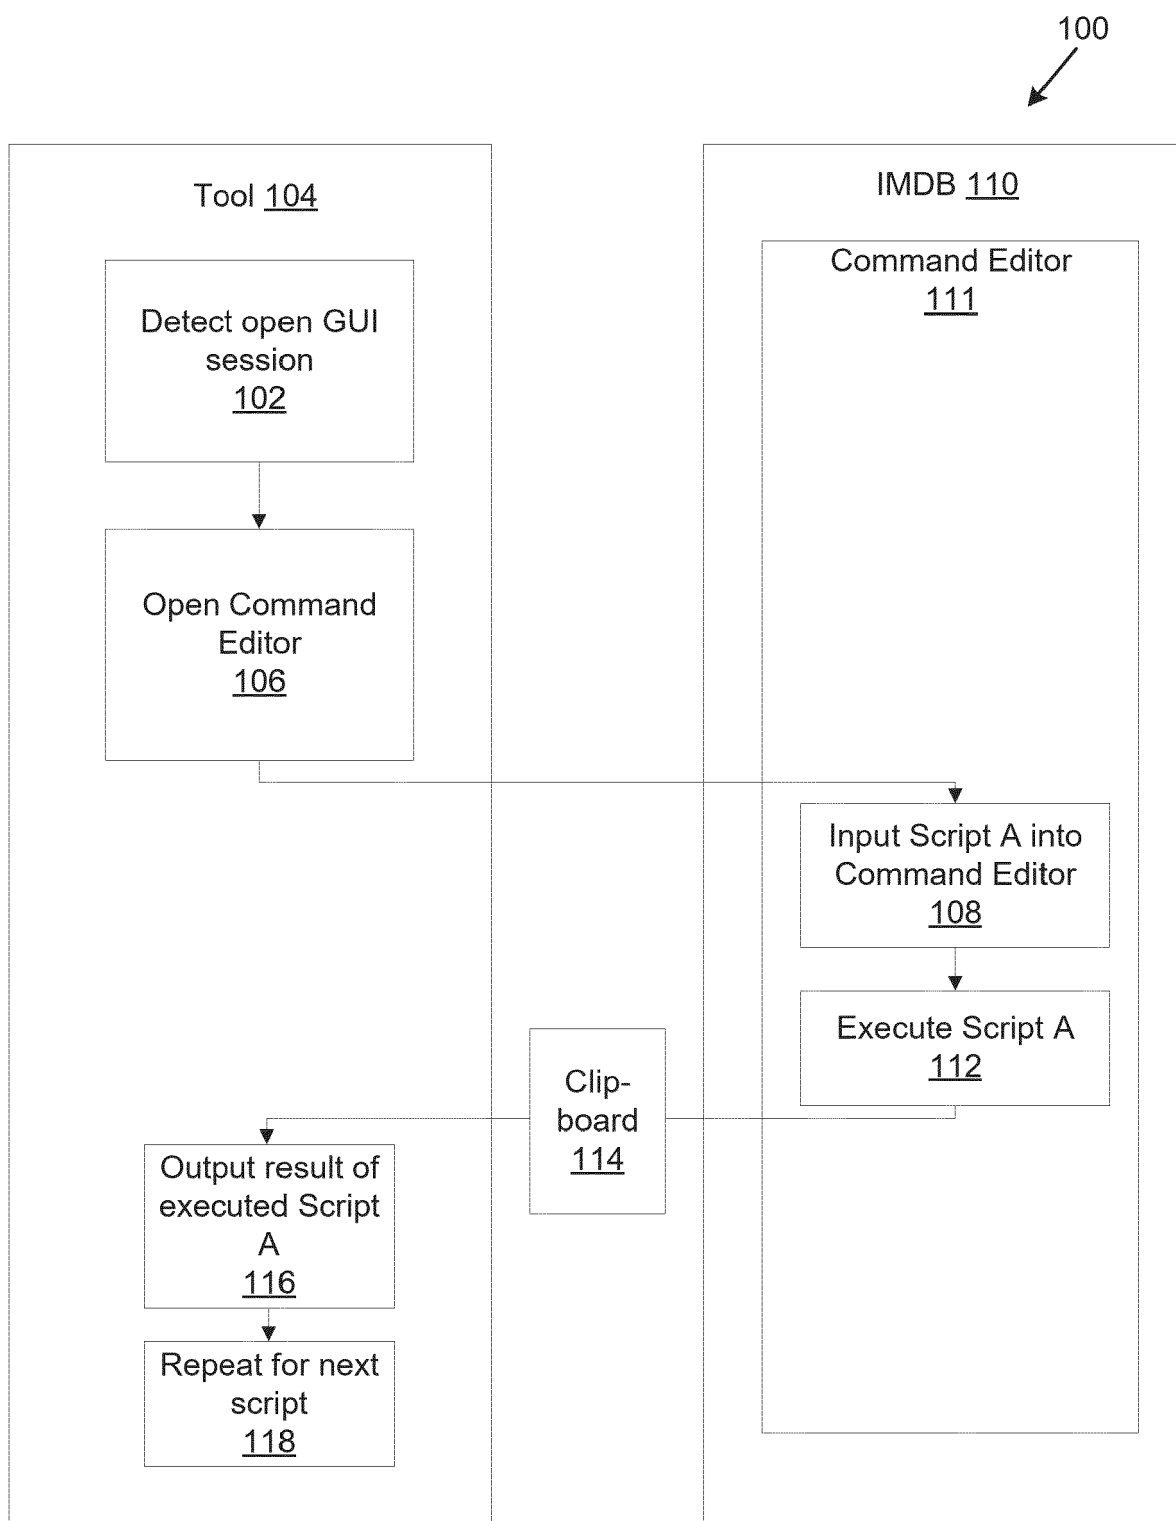 100
Tool 104
IMDB 110
Command Editor
111
Detect open GUI
session
102
Open Command
Editor
106
Input Script A into
Command Editor
108
Execute Script A
112
Clip-
board
114
Output result of
executed Script
A
116
Repeat for next
script
118